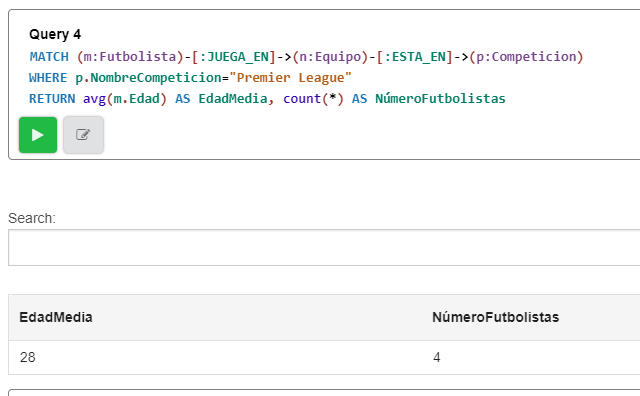 Query 4
MATCH (m:Futbolista)-[:JUEGA_EN]->(n:Equipo)-[:ESTA_EN]->(p:Competicion)
WHERE p.NombreCompeticion="Premier League"
RETURN avg(m.Edad) AS EdadMedia, count(*) AS NúmeroFutbolistas
Search:
EdadMedia NúmeroFutbolistas
28 4